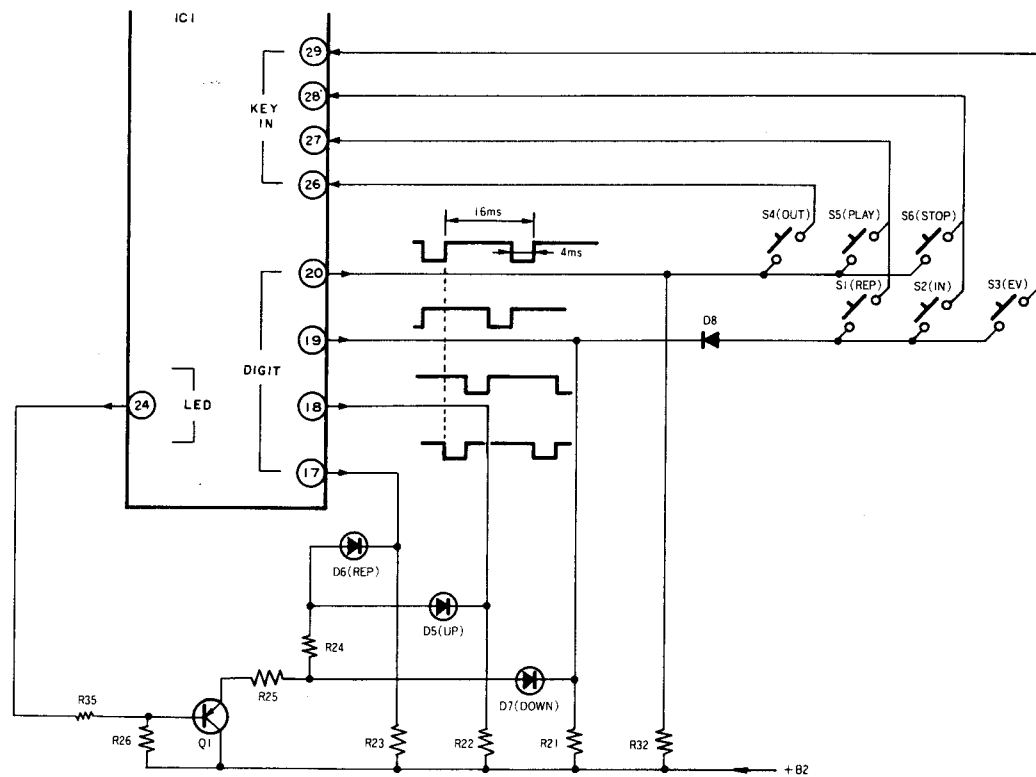 IC1
29
28
KEY
IN
27
26
16ms
4ms
S4(OUT)
S5(PLAY)
S6(STOP)
20
S1(REP)
S2(IN)
S3(EV)
19
D8
DIGIT
24
LED
18
17
D6(REP)
D5(UP)
R24
R25
D7(DOWN)
R35
R26
Q1
R23
R22
R21
R32
+B2